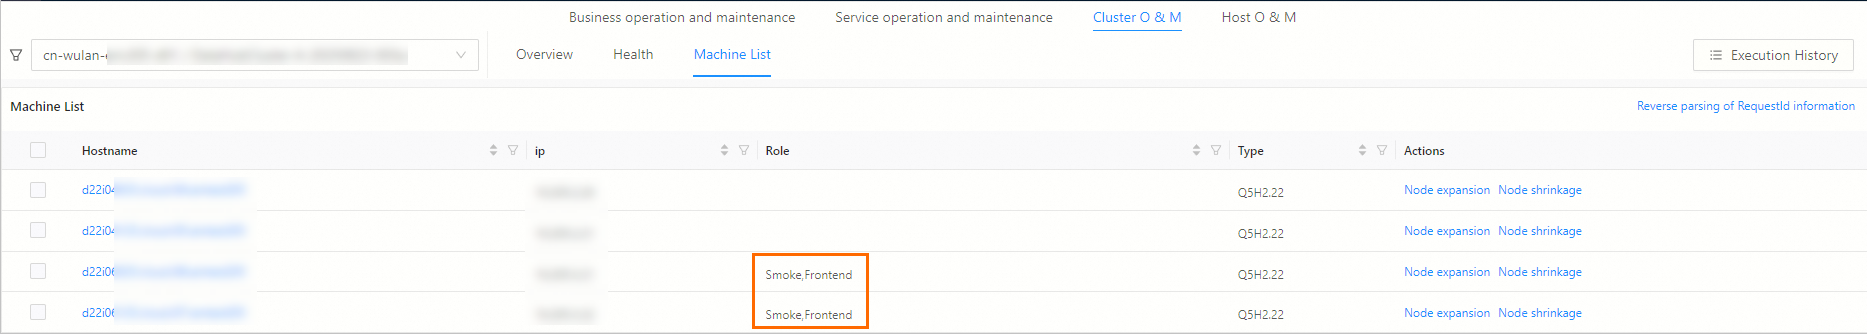 Business operation and maintenance Service operation and maintenance Cluster O & M Host O & M
cn-wulan- Overview Health Machine List Execution History
Machine List Reverse parsing of RequestId information
Hostname ip Role Type Actions
d22i04 Q5H2.22 Node expansion Node shrinkage
d22i04 Q5H2.22 Node expansion Node shrinkage
d22i06 Smoke,Frontend Q5H2.22 Node expansion Node shrinkage
d22i06 Smoke,Frontend Q5H2.22 Node expansion Node shrinkage